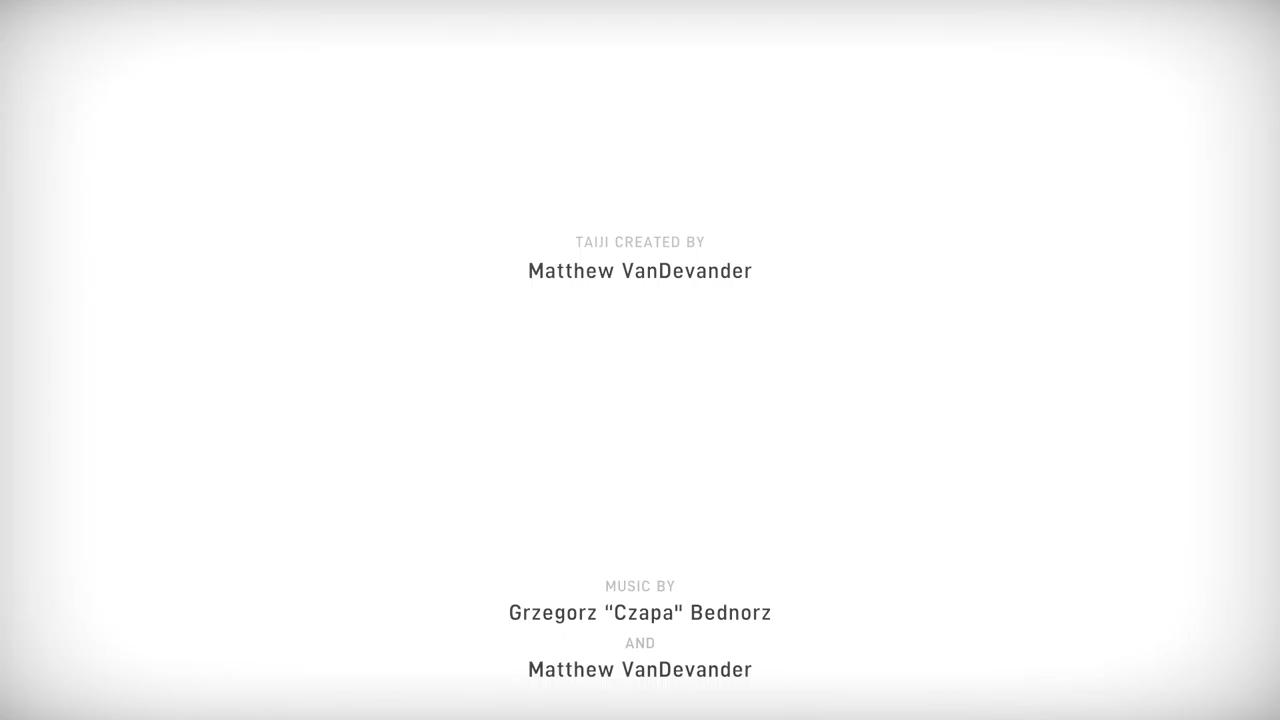 TAIJI CREATED BY
Matthew VanDevander
MUSIC BY
Grzegorz “Czapa" Bednorz
AND
Matthew VanDevander